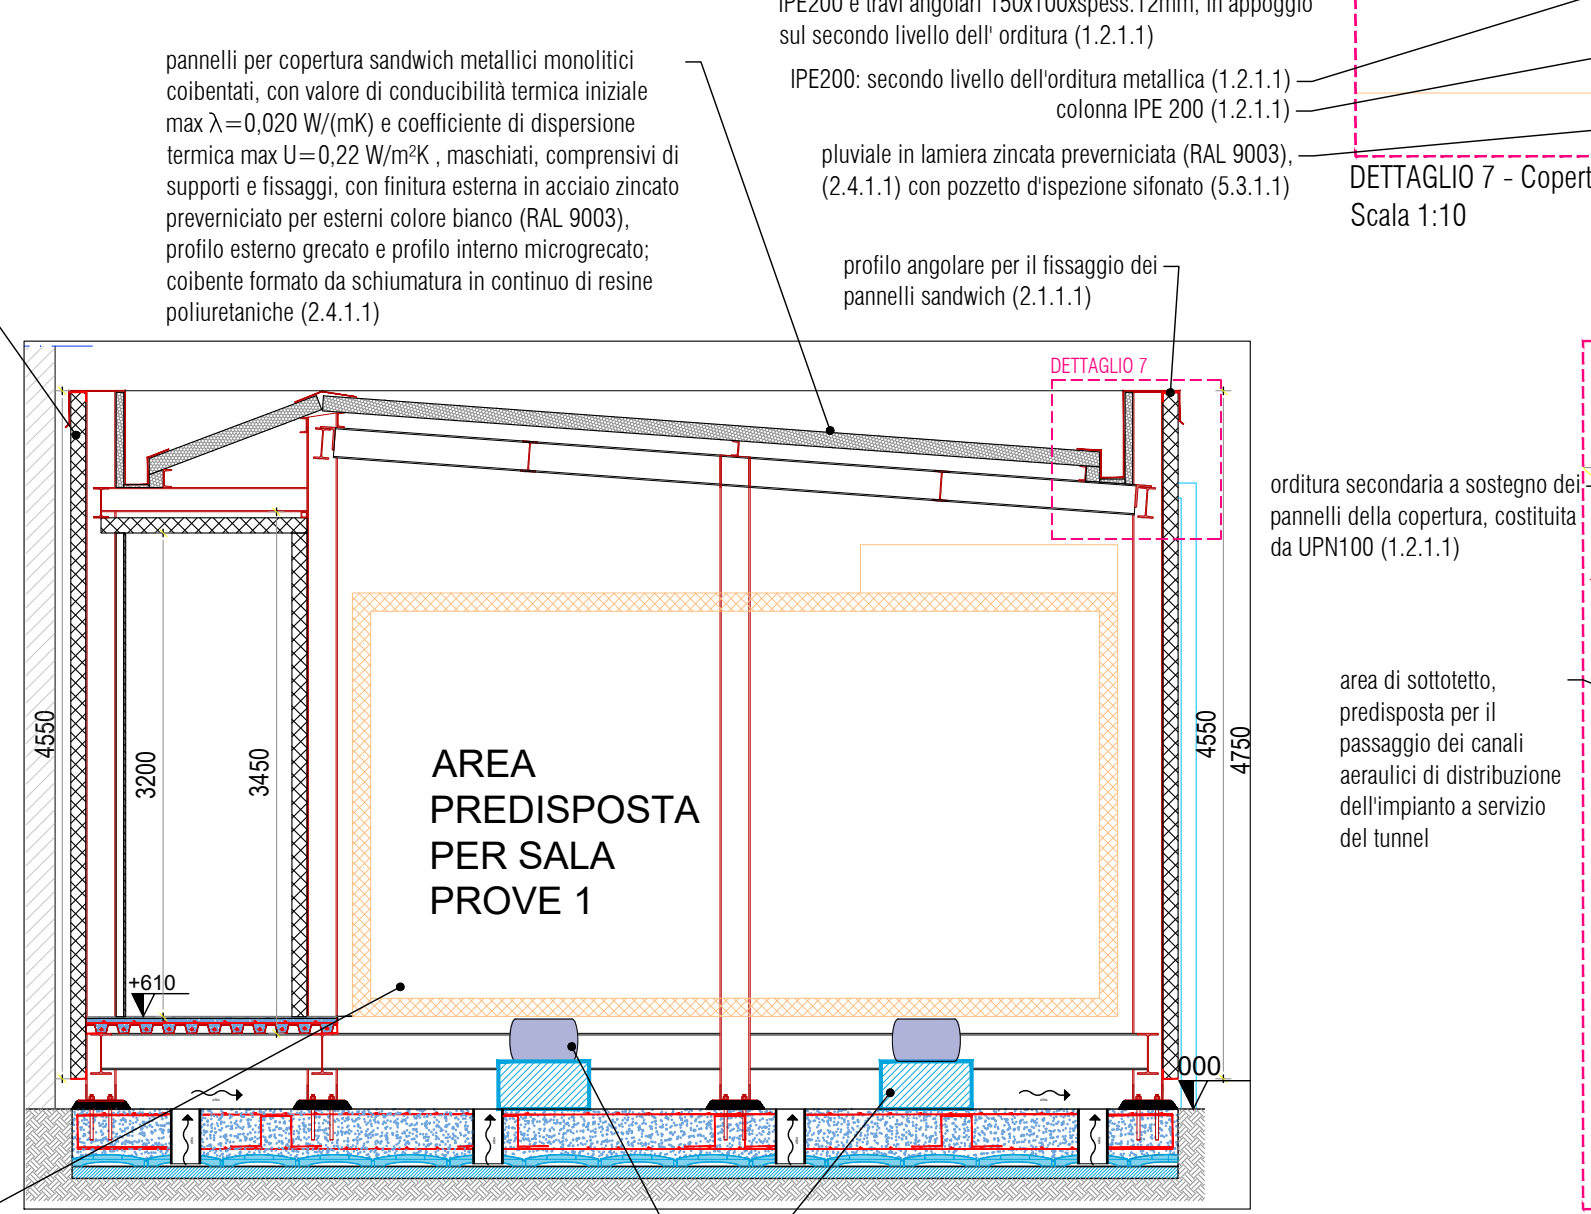 IPE200 e travi angolari 150x100xspess.12mm, in appoggio
sul secondo livello dell' orditura (1.2.1.1)
pannelli per copertura sandwich metallici monolitici
coibentati, con valore di conducibilità termica iniziale
max λ=0,020 W/(mK) e coefficiente di dispersione
termica max U=0,22 W/m²K , maschiati, comprensivi di
supporti e fissaggi, con finitura esterna in acciaio zincato
preverniciato per esterni colore bianco (RAL 9003),
profilo esterno grecato e profilo interno microgrecato;
coibente formato da schiumatura in continuo di resine
poliuretaniche (2.4.1.1)
IPE200: secondo livello dell'orditura metallica (1.2.1.1)
colonna IPE 200 (1.2.1.1)
pluviale in lamiera zincata preverniciata (RAL 9003),
(2.4.1.1) con pozzetto d'ispezione sifonato (5.3.1.1)
DETTAGLIO 7 - Copert
Scala 1:10
profilo angolare per il fissaggio dei
pannelli sandwich (2.1.1.1)
DETTAGLIO 7
orditura secondaria a sostegno dei
pannelli della copertura, costituita
da UPN100 (1.2.1.1)
area di sottotetto,
predisposta per il
passaggio dei canali
aeraulici di distribuzione
dell'impianto a servizio
del tunnel
4550
3200
3450
AREA
PREDISPOSTA
PER SALA
PROVE 1
4550
4750
+610
000